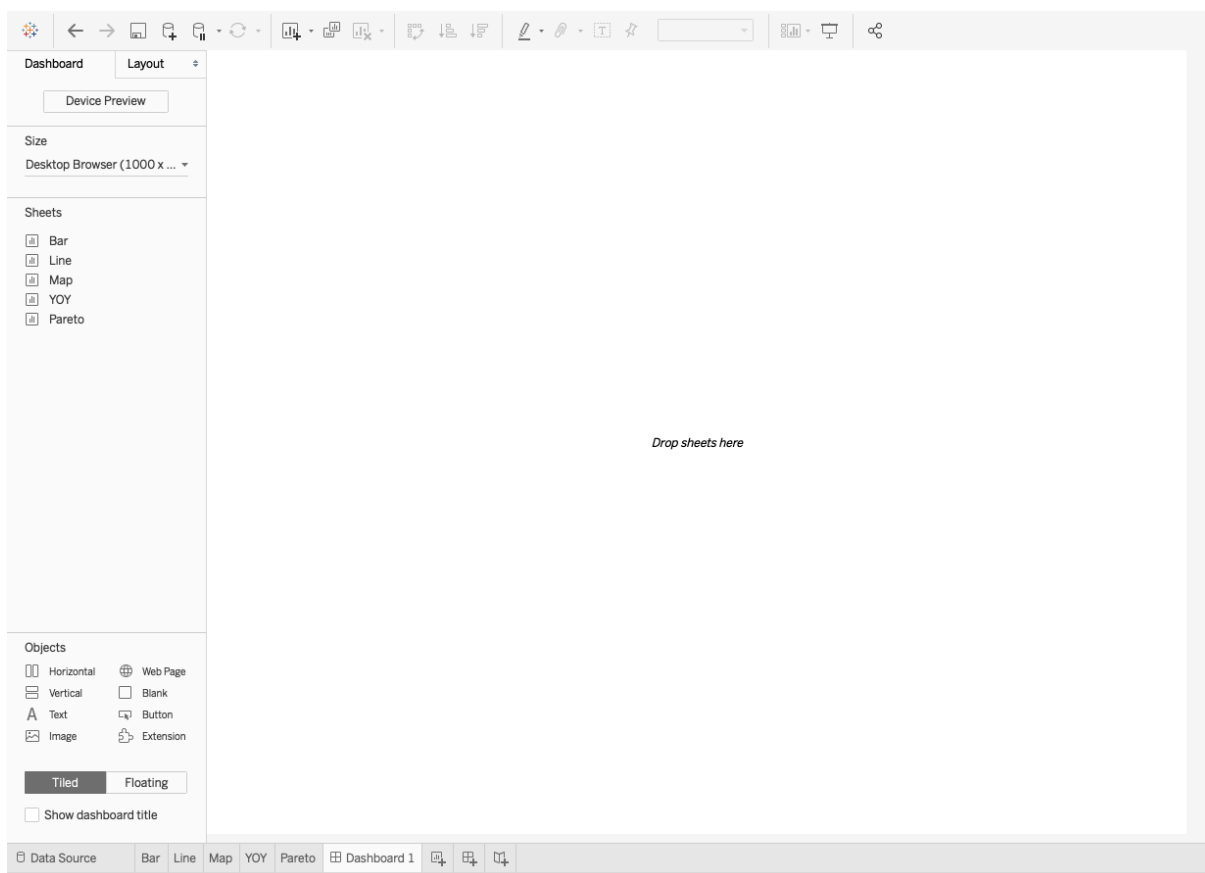 Dashboard Layout
Device Preview
Size
Desktop Browser (1000 x ...
Sheets
Bar
Line
Map
YOY
Pareto
Drop sheets here
Objects
Horizontal Web Page
Vertical Blank
A Text Button
Image Extension
Tiled Floating
Show dashboard title
Data Source Bar Line Map YOY Pareto Dashboard 1